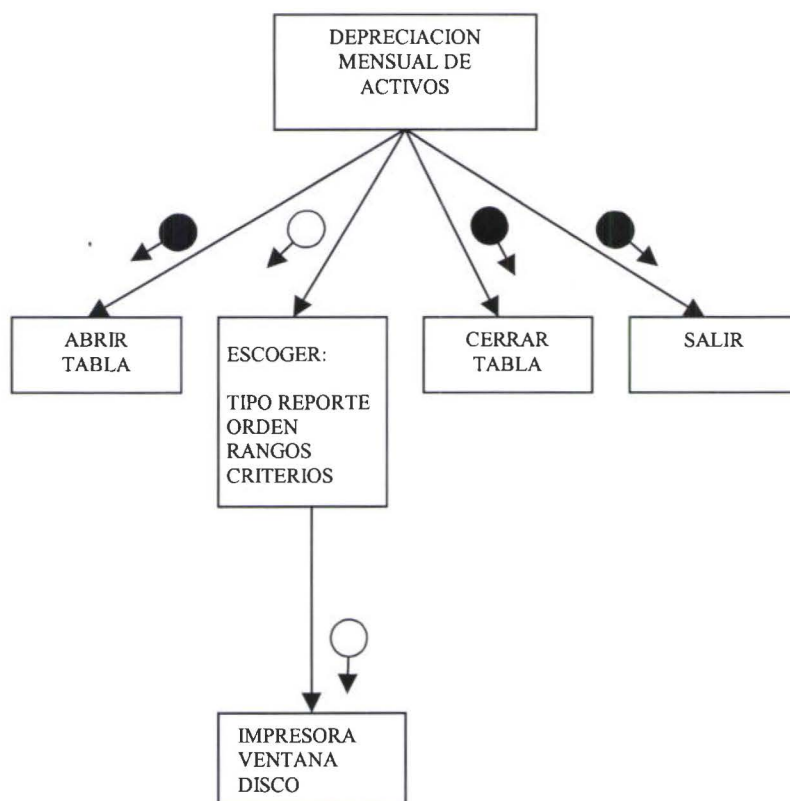 DEPRECIACION
MENSUAL DE
ACTIVOS
ABRIR
TABLA
ESCOGER:
TIPO REPORTE
ORDEN
RANGOS
CRITERIOS
CERRAR
TABLA
SALIR
IMPRESORA
VENTANA
DISCO